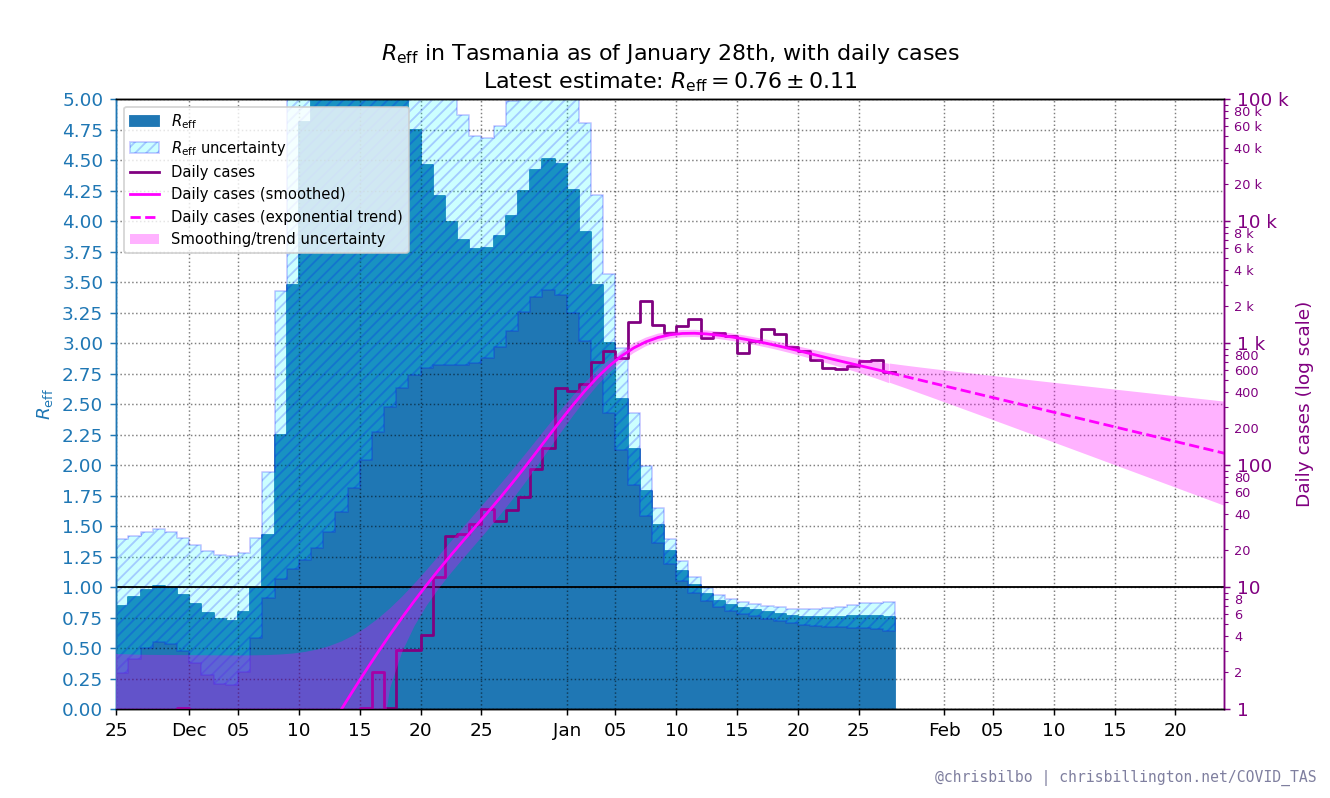 R_eff in Tasmania as of January 28th, with daily cases
Latest estimate: R_eff = 0.76 ± 0.11
R_eff
R_eff uncertainty
Daily cases
Daily cases (smoothed)
Daily cases (exponential trend)
Smoothing/trend uncertainty
R_eff
5.00
4.75
4.50
4.25
4.00
3.75
3.50
3.25
3.00
2.75
2.50
2.25
2.00
1.75
1.50
1.25
1.00
0.75
0.50
0.25
0.00
100 k
80 k
60 k
40 k
20 k
10 k
8 k
6 k
4 k
2 k
1 k
800
600
400
200
100
80
60
40
20
10
8
6
4
2
1
Daily cases (log scale)
25 Dec 05 10 15 20 25 Jan 05 10 15 20 25 Feb 05 10 15 20
@chrisbilbo | chrisbillington.net/COVID_TAS